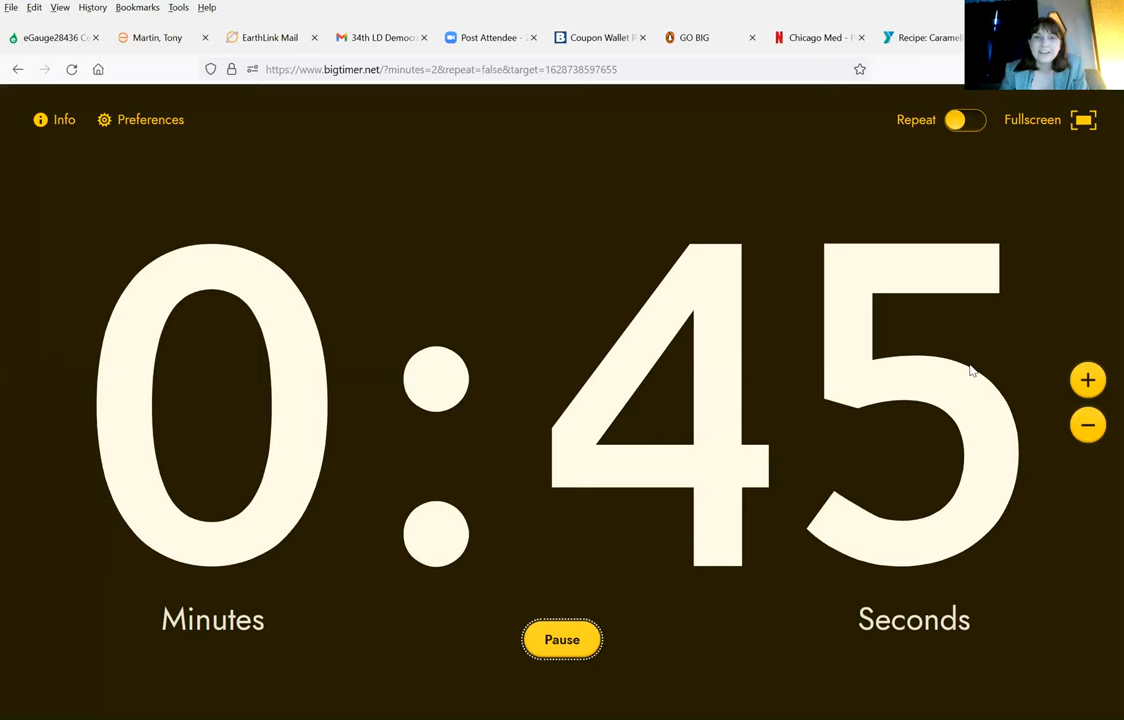 File Edit View History Bookmarks Tools Help
eGauge28436 Ce Martin, Tony EarthLink Mail 34th LD Democr Post Attendee - Coupon Wallet R GO BIG Chicago Med - Recipe: Carameli
https://www.bigtimer.net/?minutes=2&repeat=false&target=1628738597655
Info Preferences Repeat Fullscreen
0:45
+
−
Minutes Seconds
Pause